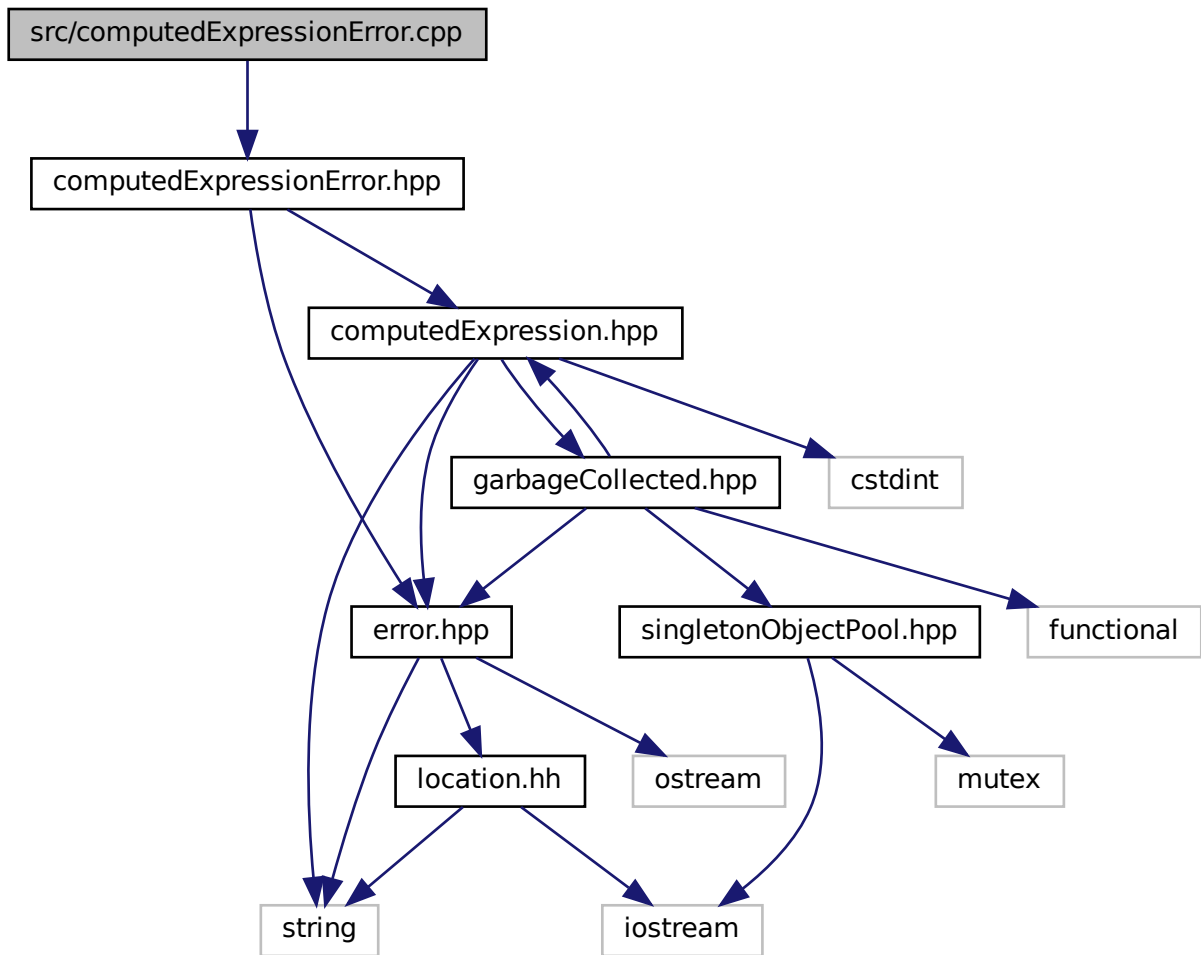 src/computedExpressionError.cpp
computedExpressionError.hpp
computedExpression.hpp
garbageCollected.hpp
cstdint
error.hpp
singletonObjectPool.hpp
functional
location.hh
ostream
mutex
string
iostream